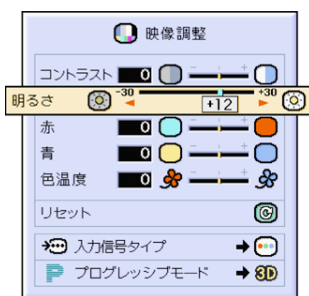 映像調整
コントラスト 0
明るさ -30 +12 +30
赤 0
青 0
色温度 0
リセット
入力信号タイプ
P プログレッシブモード 3D